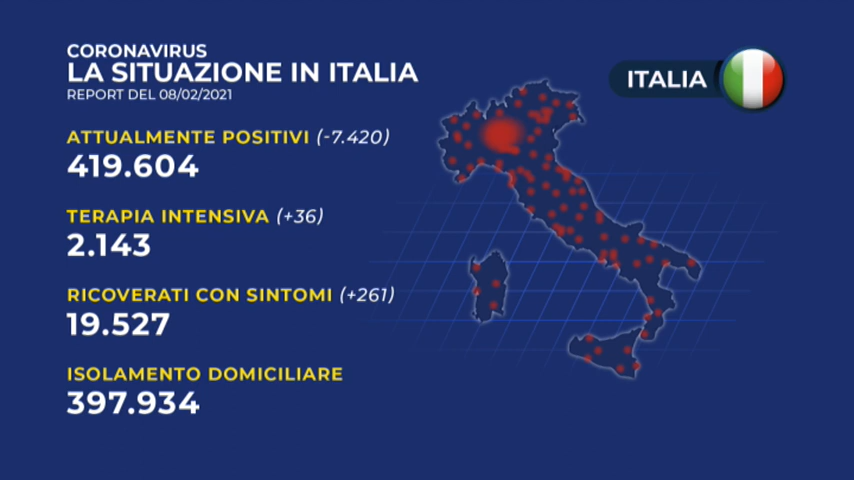 CORONAVIRUS
LA SITUAZIONE IN ITALIA
REPORT DEL 08/02/2021
ITALIA
ATTUALMENTE POSITIVI (-7.420)
419.604
TERAPIA INTENSIVA (+36)
2.143
RICOVERATI CON SINTOMI (+261)
19.527
ISOLAMENTO DOMICILIARE
397.934